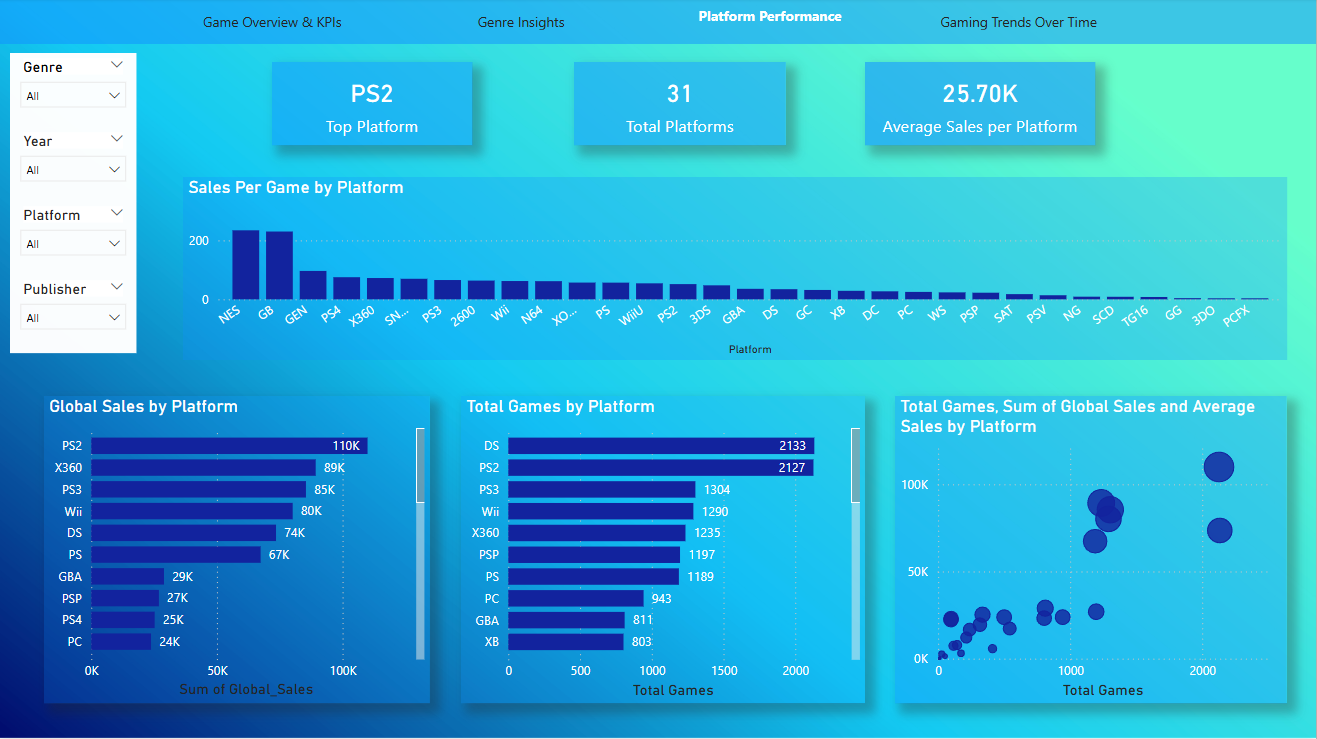 Game Overview & KPIs
Genre Insights
Platform Performance
Gaming Trends Over Time
Genre
All
Year
All
Platform
All
Publisher
All
PS2
Top Platform
31
Total Platforms
25.70K
Average Sales per Platform
Sales Per Game by Platform
200
0
NES GB GEN PS4 X360 SN... PS3 2600 Wii N64 XO... PS WiiU PS2 3DS GBA DS GC XB DC PC WS PSP SAT PSV NG SCD TG16 GG 3DO PCFX
Platform
Global Sales by Platform
PS2 110K
X360 89K
PS3 85K
Wii 80K
DS 74K
PS 67K
GBA 29K
PSP 27K
PS4 25K
PC 24K
0K 50K 100K
Sum of Global_Sales
Total Games by Platform
DS 2133
PS2 2127
PS3 1304
Wii 1290
X360 1235
PSP 1197
PS 1189
PC 943
GBA 811
XB 803
0 500 1000 1500 2000
Total Games
Total Games, Sum of Global Sales and Average
Sales by Platform
100K
50K
0K
0 1000 2000
Total Games